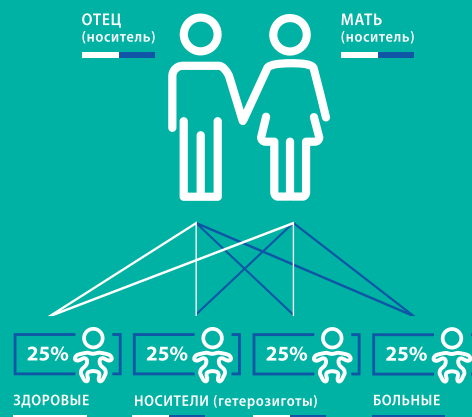 ОТЕЦ
(носитель)
МАТЬ
(носитель)
25%
25%
25%
25%
ЗДОРОВЫЕ
НОСИТЕЛИ (гетерозиготы)
БОЛЬНЫЕ